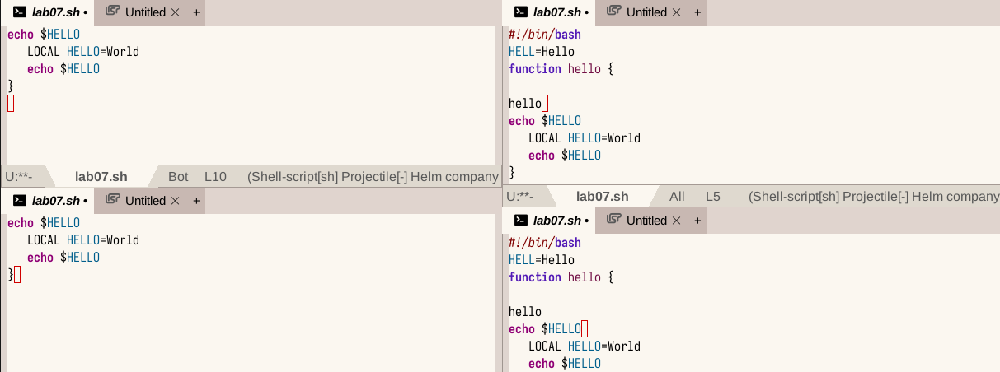 lab07.sh • Untitled × +
echo $HELLO
LOCAL HELLO=World
echo $HELLO
}
U:**- lab07.sh Bot L10 (Shell-script[sh] Projectile[-] Helm company
lab07.sh • Untitled × +
echo $HELLO
LOCAL HELLO=World
echo $HELLO
}
lab07.sh • Untitled × +
#!/bin/bash
HELL=Hello
function hello {
hello
echo $HELLO
LOCAL HELLO=World
echo $HELLO
}
U:**- lab07.sh All L5 (Shell-script[sh] Projectile[-] Helm company
lab07.sh • Untitled × +
#!/bin/bash
HELL=Hello
function hello {
hello
echo $HELLO
LOCAL HELLO=World
echo $HELLO